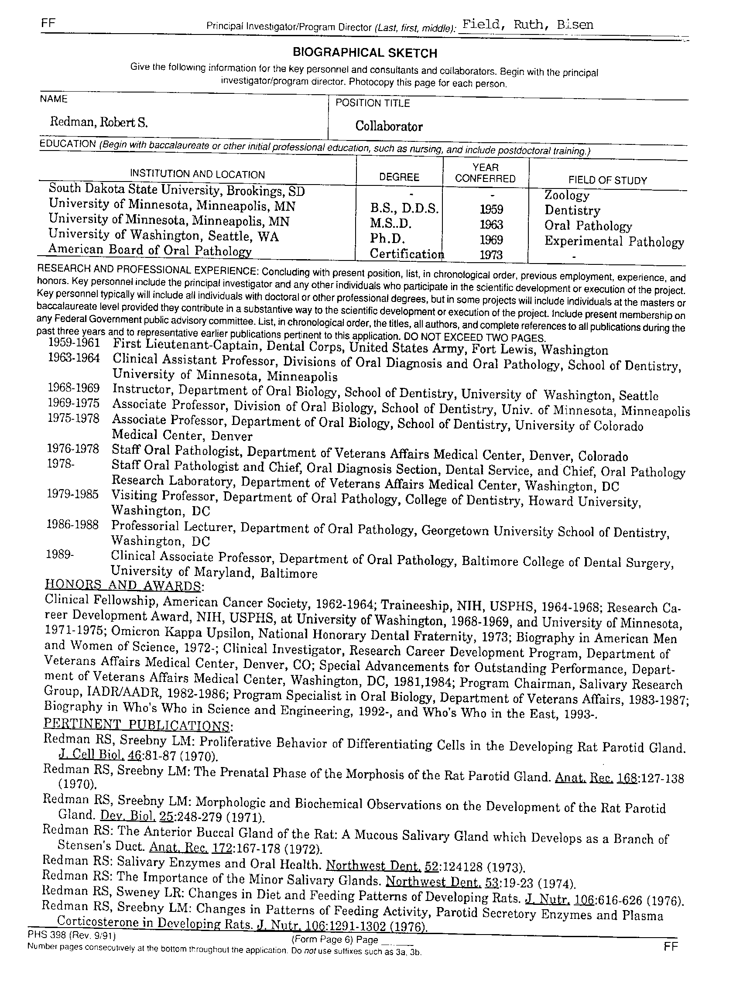 FF Principal Investigator/Program Director (Last, first, middle): Field, Ruth, Bisen
BIOGRAPHICAL SKETCH
Give the following information for the key personnel and consultants and collaborators. Begin with the principal
investigator/program director. Photocopy this page for each person.
NAME POSITION TITLE
Redman, Robert S. Collaborator
EDUCATION (Begin with baccalaureate or other initial professional education, such as nursing, and include postdoctoral training.)
INSTITUTION AND LOCATION DEGREE YEAR CONFERRED FIELD OF STUDY
South Dakota State University, Brookings, SD - - Zoology
University of Minnesota, Minneapolis, MN B.S., D.D.S. 1959 Dentistry
University of Minnesota, Minneapolis, MN M.S..D. 1963 Oral Pathology
University of Washington, Seattle, WA Ph.D. 1969 Experimental Pathology
American Board of Oral Pathology Certification 1973 -
RESEARCH AND PROFESSIONAL EXPERIENCE: Concluding with present position, list, in chronological order, previous employment, experience, and
honors. Key personnel include the principal investigator and any other individuals who participate in the scientific development or execution of the project.
Key personnel typically will include all individuals with doctoral or other professional degrees, but in some projects will include individuals at the masters or
baccalaureate level provided they contribute in a substantive way to the scientific development or execution of the project. Include present membership on
any Federal Government public advisory committee. List, in chronological order, the titles, all authors, and complete references to all publications during the
past three years and to representative earlier publications pertinent to this application. DO NOT EXCEED TWO PAGES.
1959-1961 First Lieutenant-Captain, Dental Corps, United States Army, Fort Lewis, Washington
1963-1964 Clinical Assistant Professor, Divisions of Oral Diagnosis and Oral Pathology, School of Dentistry,
University of Minnesota, Minneapolis
1968-1969 Instructor, Department of Oral Biology, School of Dentistry, University of Washington, Seattle
1969-1975 Associate Professor, Division of Oral Biology, School of Dentistry, Univ. of Minnesota, Minneapolis
1975-1978 Associate Professor, Department of Oral Biology, School of Dentistry, University of Colorado
Medical Center, Denver
1976-1978 Staff Oral Pathologist, Department of Veterans Affairs Medical Center, Denver, Colorado
1978- Staff Oral Pathologist and Chief, Oral Diagnosis Section, Dental Service, and Chief, Oral Pathology
Research Laboratory, Department of Veterans Affairs Medical Center, Washington, DC
1979-1985 Visiting Professor, Department of Oral Pathology, College of Dentistry, Howard University,
Washington, DC
1986-1988 Professorial Lecturer, Department of Oral Pathology, Georgetown University School of Dentistry,
Washington, DC
1989- Clinical Associate Professor, Department of Oral Pathology, Baltimore College of Dental Surgery,
University of Maryland, Baltimore
HONORS AND AWARDS:
Clinical Fellowship, American Cancer Society, 1962-1964; Traineeship, NIH, USPHS, 1964-1968; Research Ca-
reer Development Award, NIH, USPHS, at University of Washington, 1968-1969, and University of Minnesota,
1971-1975; Omicron Kappa Upsilon, National Honorary Dental Fraternity, 1973; Biography in American Men
and Women of Science, 1972-; Clinical Investigator, Research Career Development Program, Department of
Veterans Affairs Medical Center, Denver, CO; Special Advancements for Outstanding Performance, Depart-
ment of Veterans Affairs Medical Center, Washington, DC, 1981,1984; Program Chairman, Salivary Research
Group, IADR/AADR, 1982-1986; Program Specialist in Oral Biology, Department of Veterans Affairs, 1983-1987;
Biography in Who's Who in Science and Engineering, 1992-, and Who's Who in the East, 1993-.
PERTINENT PUBLICATIONS:
Redman RS, Sreebny LM: Proliferative Behavior of Differentiating Cells in the Developing Rat Parotid Gland.
J. Cell Biol. 46:81-87 (1970).
Redman RS, Sreebny LM: The Prenatal Phase of the Morphosis of the Rat Parotid Gland. Anat. Rec. 168:127-138
(1970).
Redman RS, Sreebny LM: Morphologic and Biochemical Observations on the Development of the Rat Parotid
Gland. Dev. Biol. 25:248-279 (1971).
Redman RS: The Anterior Buccal Gland of the Rat: A Mucous Salivary Gland which Develops as a Branch of
Stensen's Duct. Anat. Rec. 172:167-178 (1972).
Redman RS: Salivary Enzymes and Oral Health. Northwest Dent. 52:124128 (1973).
Redman RS: The Importance of the Minor Salivary Glands. Northwest Dent. 53:19-23 (1974).
Redman RS, Sweney LR: Changes in Diet and Feeding Patterns of Developing Rats. J. Nutr. 106:616-626 (1976).
Redman RS, Sreebny LM: Changes in Patterns of Feeding Activity, Parotid Secretory Enzymes and Plasma
Corticosterone in Developing Rats. J. Nutr. 106:1291-1302 (1976).
PHS 398 (Rev. 9/91) (Form Page 6) Page ____ FF
Number pages consecutively at the bottom throughout the application. Do not use suffixes such as 3a, 3b.